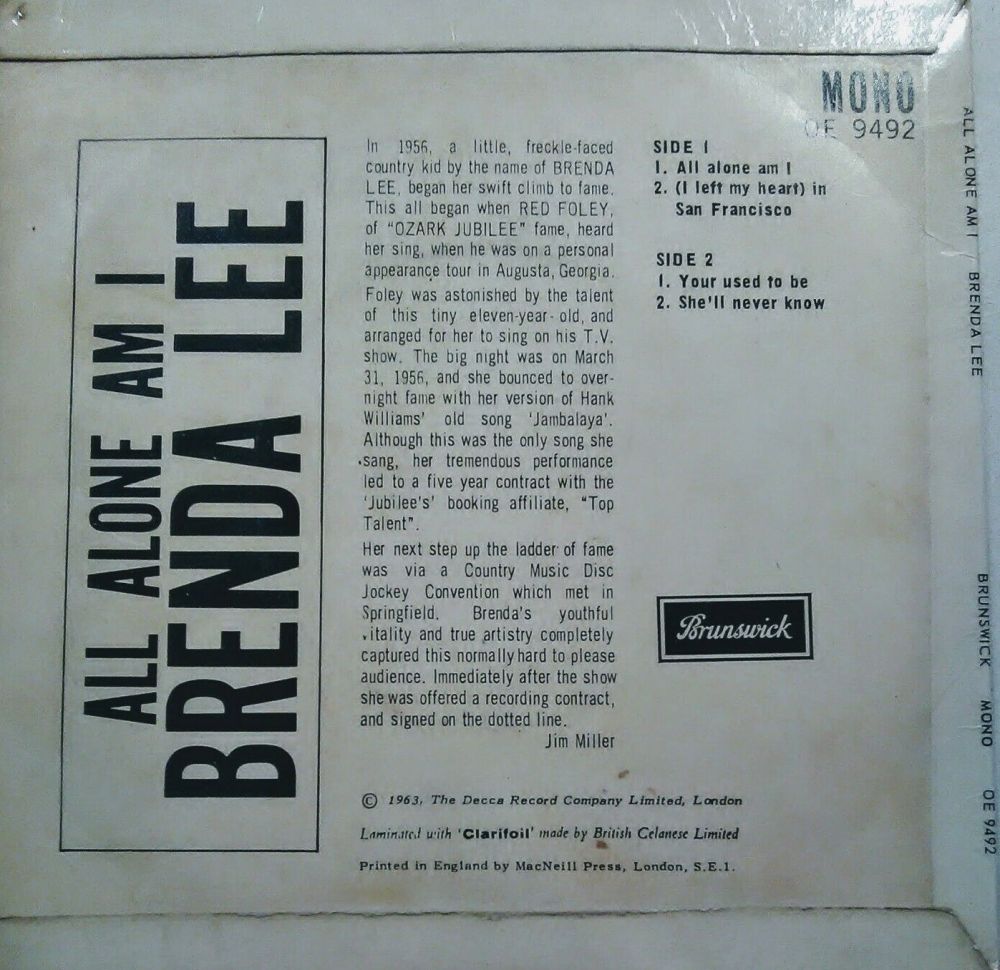 MONO
OE 9492
ALL ALONE AM I
BRENDA LEE
In 1956, a little, freckle-faced
country kid by the name of BRENDA
LEE, began her swift climb to fame.
This all began when RED FOLEY,
of "OZARK JUBILEE" fame, heard
her sing, when he was on a personal
appearance tour in Augusta, Georgia.
Foley was astonished by the talent
of this tiny eleven-year-old, and
arranged for her to sing on his T.V.
show. The big night was on March
31, 1956, and she bounced to over-
night fame with her version of Hank
Williams' old song 'Jambalaya'.
Although this was the only song she
sang, her tremendous performance
led to a five year contract with the
'Jubilee's' booking affiliate, "Top
Talent".
Her next step up the ladder of fame
was via a Country Music Disc
Jockey Convention which met in
Springfield. Brenda's youthful
vitality and true artistry completely
captured this normally hard to please
audience. Immediately after the show
she was offered a recording contract,
and signed on the dotted line.
Jim Miller
SIDE 1
1. All alone am I
2. (I left my heart) in
San Francisco
SIDE 2
1. Your used to be
2. She'll never know
Brunswick
© 1963, The Decca Record Company Limited, London
Laminated with 'Clarifoil' made by British Celanese Limited
Printed in England by MacNeill Press, London, S.E.1.
ALL ALONE AM I BRENDA LEE BRUNSWICK MONO OE 9492